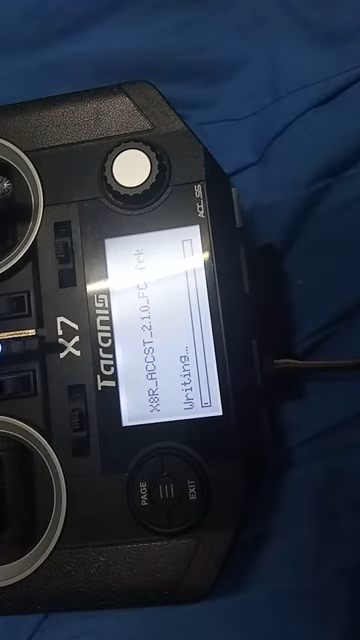 ACCESS
X8R_ACCST_2.1.0_FC .frk
Writing...
Taranis
X7
PAGE
EXIT